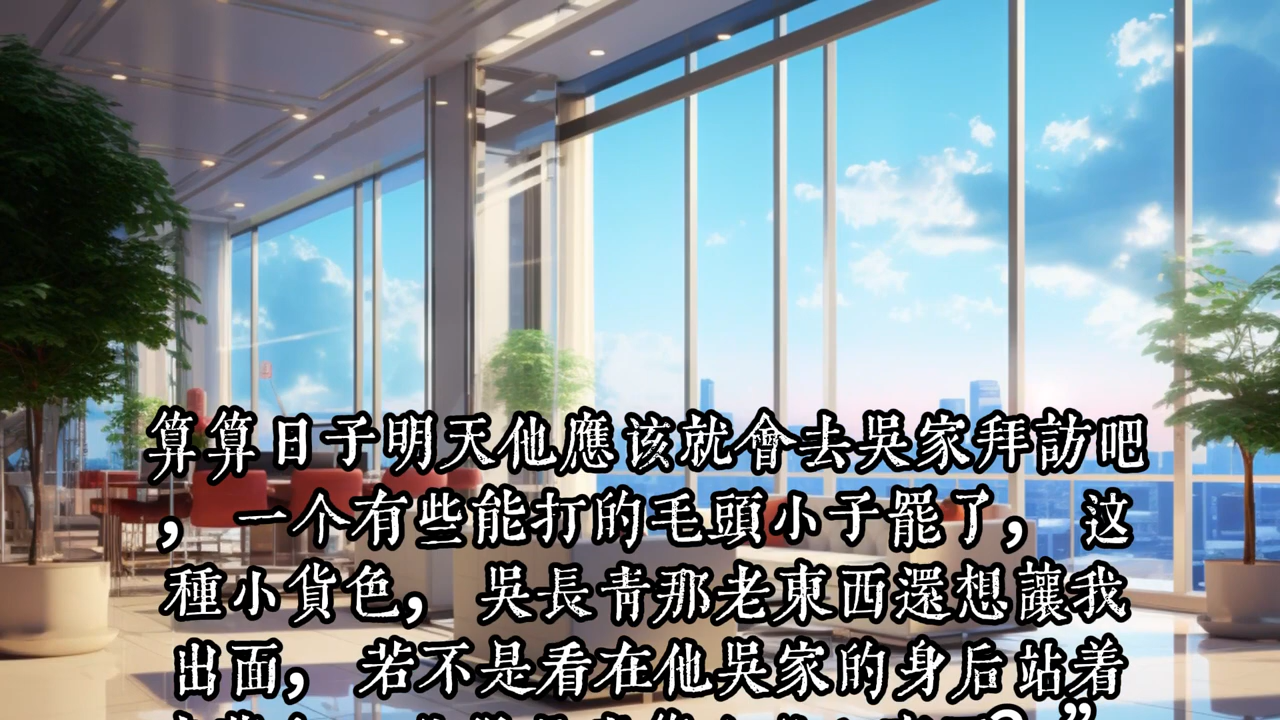 算算日子明天他應该就會去吳家拜訪吧
， 一个有些能打的毛頭小子罷了， 这
種小貨色， 吳長青那老東西還想讓我
出面， 若不是看在他吳家的身后站着
？”